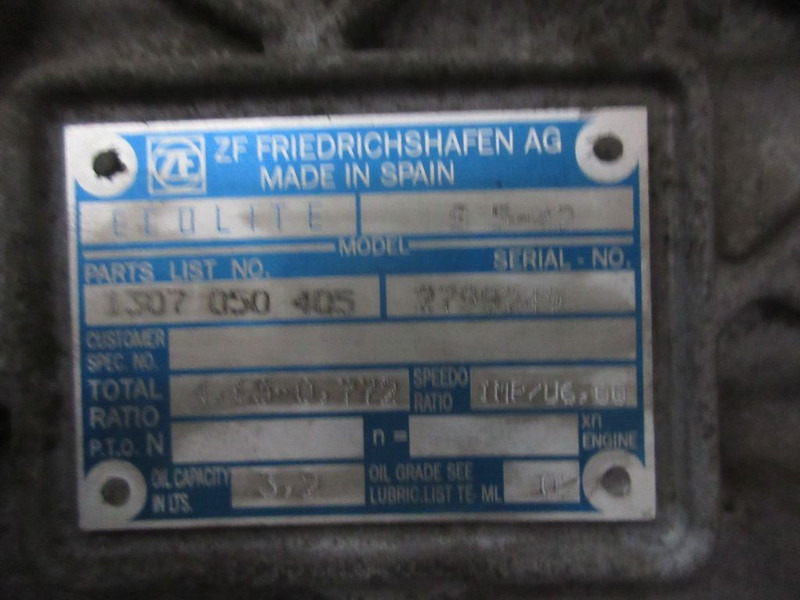 ZF FRIEDRICHSHAFEN AG
MADE IN SPAIN
ECOLITE
MODEL
PARTS LIST NO. SERIAL - NO.
1307 050 405
CUSTOMER
SPEC. NO.
TOTAL SPEEDO
RATIO RATIO
P.T.O. N n = xn
ENGINE
OIL CAPACITY 3,2 OIL GRADE SEE
IN LTS. LUBRIC.LIST TE-ML 02